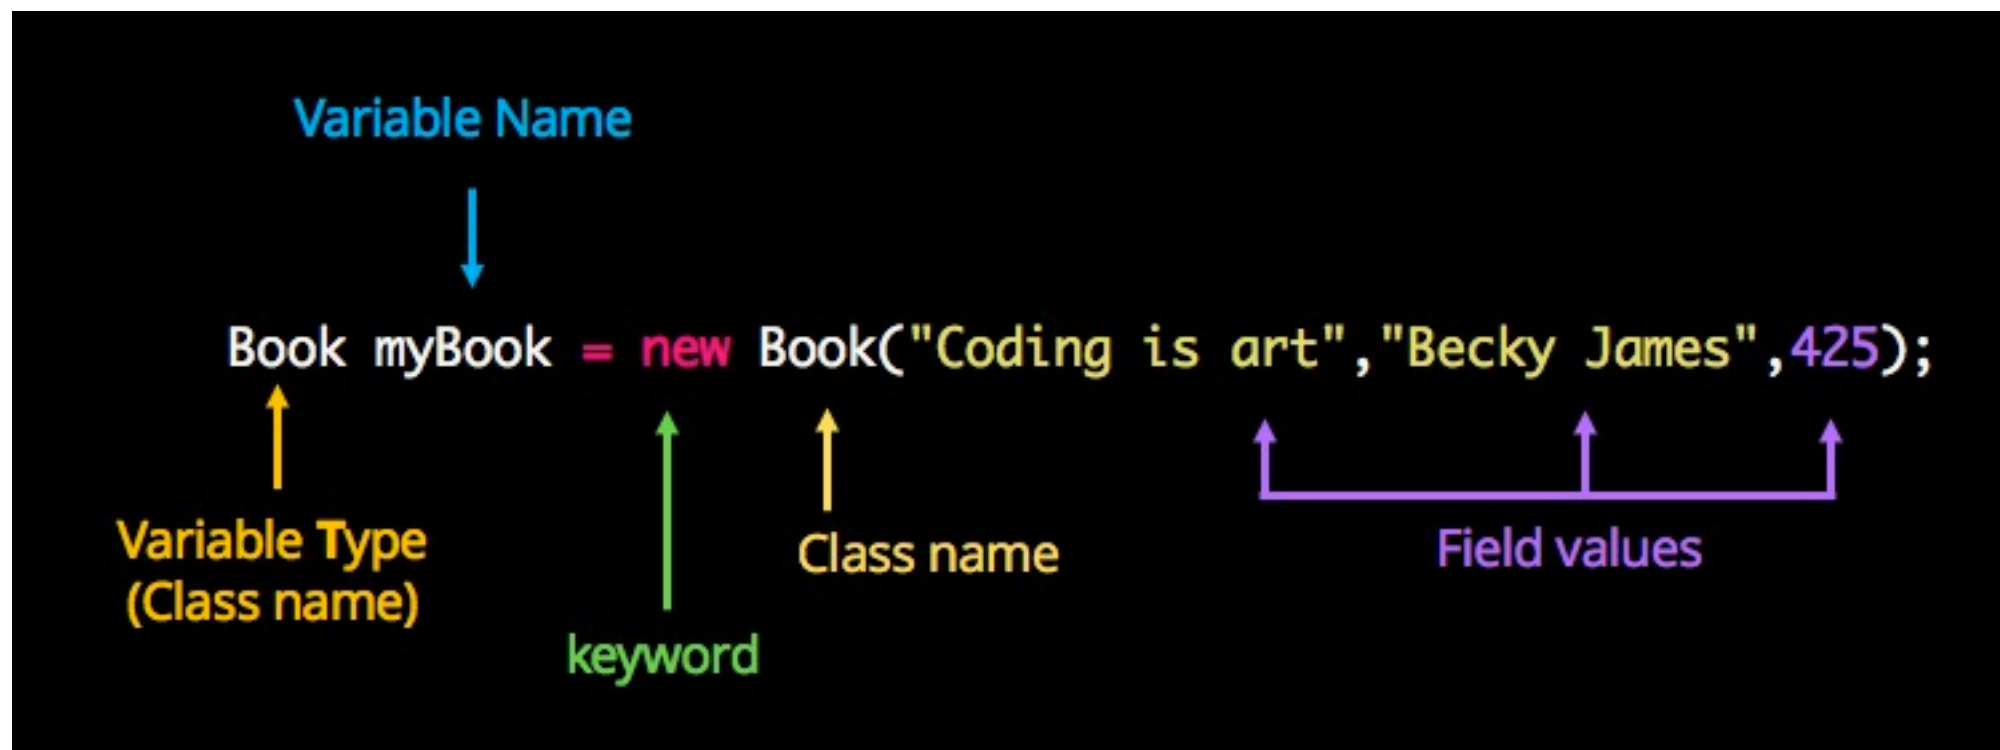 Variable Name
Book myBook = new Book("Coding is art","Becky James",425);
Variable Type
(Class name)
keyword
Class name
Field values